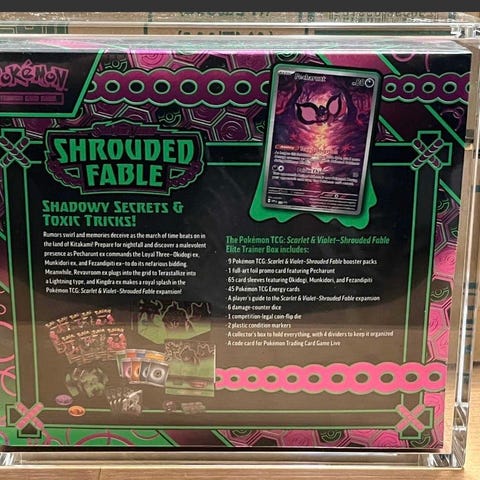 Pokémon
TRADING CARD GAME
SHROUDED
FABLE
Pecharunt
80
SHADOWY SECRETS &
TOXIC TRICKS!
Rumors swirl and memories deceive as the march of time beats on in
the land of Kitakami! Prepare for nightfall and discover a malevolent
presence as Pecharunt ex commands the Loyal Three—Okidogi ex,
Munkidori ex, and Fezandipiti ex—to do its nefarious bidding.
Meanwhile, Revavroom ex plugs into the grid to Terastallize into
a Lightning type, and Kingdra ex makes a royal splash in the
Pokémon TCG: Scarlet & Violet—Shrouded Fable expansion!
The Pokémon TCG: Scarlet & Violet—Shrouded Fable
Elite Trainer Box includes:
9 Pokémon TCG: Scarlet & Violet—Shrouded Fable booster packs
1 full-art foil promo card featuring Pecharunt
65 card sleeves featuring Okidogi, Munkidori, and Fezandipiti
45 Pokémon TCG Energy cards
A player's guide to the Scarlet & Violet—Shrouded Fable expansion
6 damage-counter dice
1 competition-legal coin-flip die
2 plastic condition markers
A collector's box to hold everything, with 4 dividers to keep it organized
A code card for Pokémon Trading Card Game Live